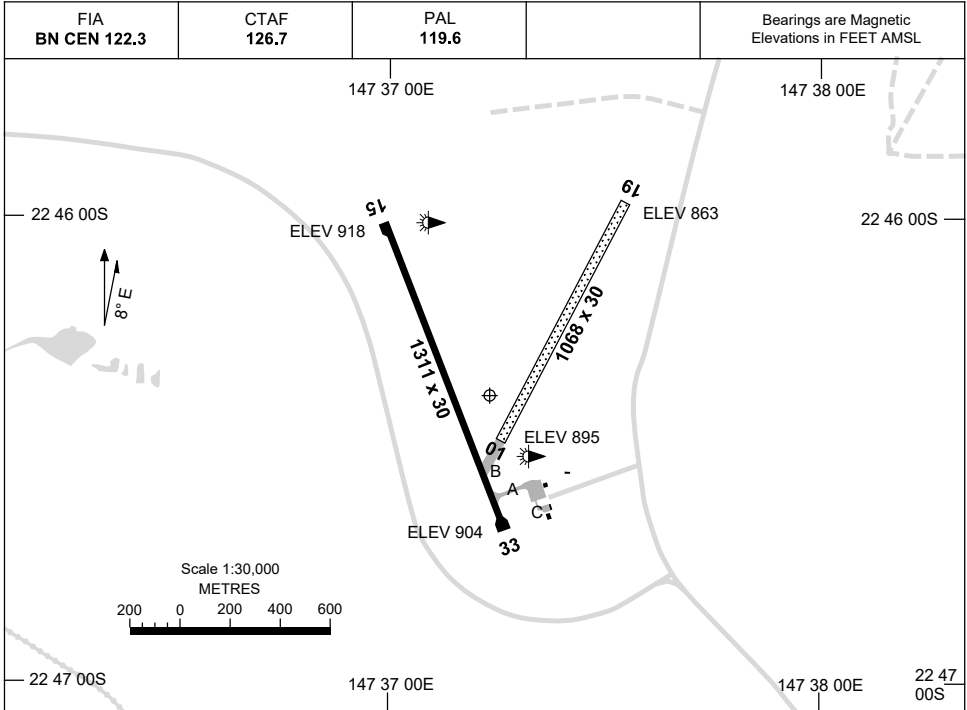 FIA
BN CEN 122.3
CTAF
126.7
PAL
119.6
Bearings are Magnetic
Elevations in FEET AMSL
147 37 00E
147 38 00E
22 46 00S
22 46 00S
15
ELEV 918
19
ELEV 863
8° E
1311 x 30
1068 x 30
01
ELEV 895
B
A
C
ELEV 904
33
Scale 1:30,000
METRES
200 0 200 400 600
22 47 00S
147 37 00E
147 38 00E
22 47
00S